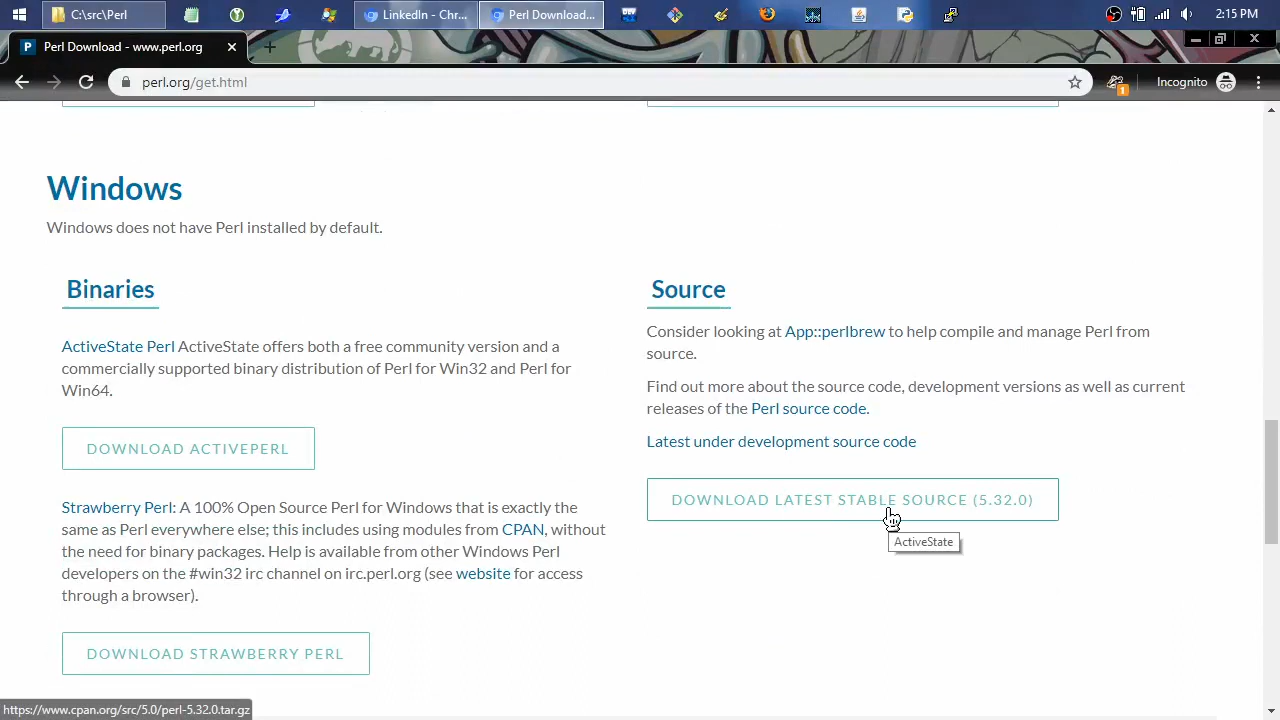 C:\src\Perl
LinkedIn - Chr...
Perl Download...
2:15 PM
Perl Download - www.perl.org
perl.org/get.html
Incognito
1
Windows
Windows does not have Perl installed by default.
Binaries
ActiveState Perl ActiveState offers both a free community version and a
commercially supported binary distribution of Perl for Win32 and Perl for
Win64.
DOWNLOAD ACTIVEPERL
Strawberry Perl: A 100% Open Source Perl for Windows that is exactly the
same as Perl everywhere else; this includes using modules from CPAN, without
the need for binary packages. Help is available from other Windows Perl
developers on the #win32 irc channel on irc.perl.org (see website for access
through a browser).
DOWNLOAD STRAWBERRY PERL
Source
Consider looking at App::perlbrew to help compile and manage Perl from
source.
Find out more about the source code, development versions as well as current
releases of the Perl source code.
Latest under development source code
DOWNLOAD LATEST STABLE SOURCE (5.32.0)
ActiveState
https://www.cpan.org/src/5.0/perl-5.32.0.tar.gz